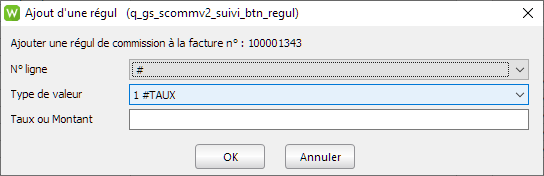 W Ajout d'une régul (q_gs_scommv2_suivi_btn_regul)
Ajouter une régul de commission à la facture n° : 100001343
N° ligne #
Type de valeur 1 #TAUX
Taux ou Montant
OK Annuler